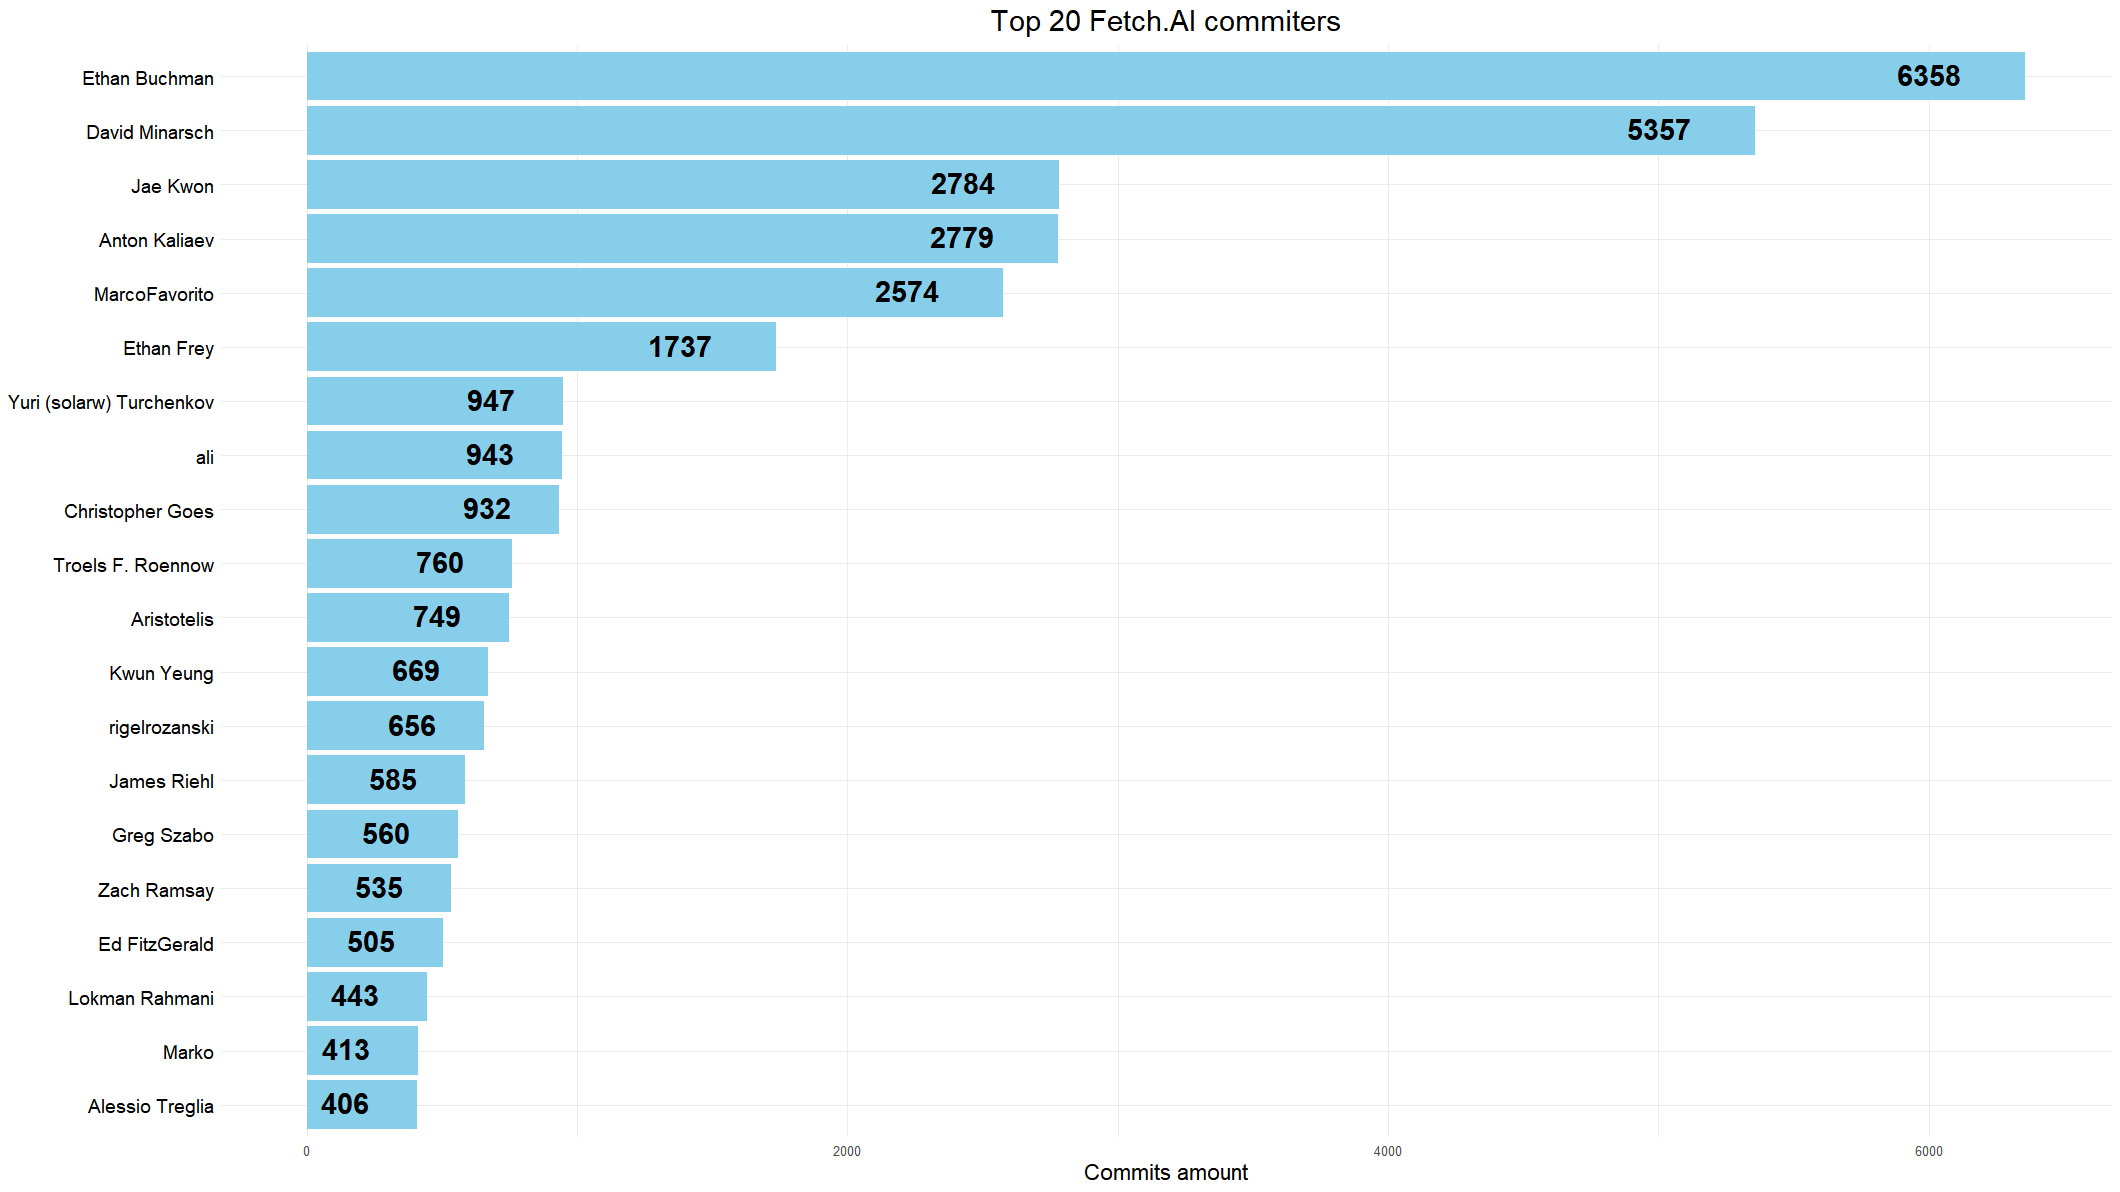 Top 20 Fetch.AI commiters
Ethan Buchman 6358
David Minarsch 5357
Jae Kwon 2784
Anton Kaliaev 2779
MarcoFavorito 2574
Ethan Frey 1737
Yuri (solarw) Turchenkov 947
ali 943
Christopher Goes 932
Troels F. Roennow 760
Aristotelis 749
Kwun Yeung 669
rigelrozanski 656
James Riehl 585
Greg Szabo 560
Zach Ramsay 535
Ed FitzGerald 505
Lokman Rahmani 443
Marko 413
Alessio Treglia 406
0 2000 4000 6000
Commits amount